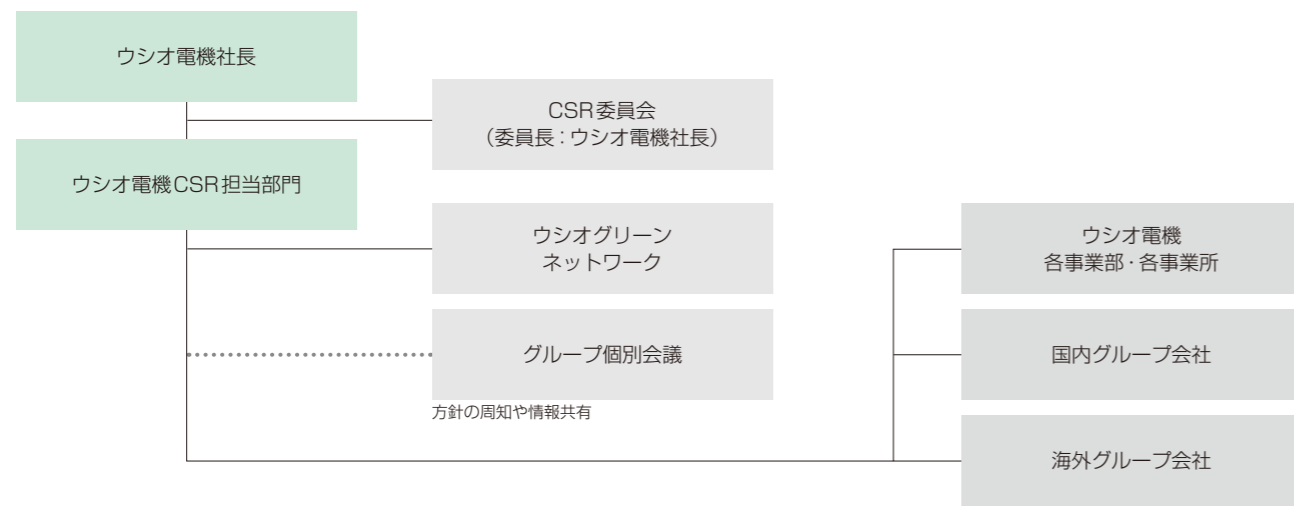 ウシオ電機社長
CSR委員会
（委員長：ウシオ電機社長）
ウシオ電機CSR担当部門
ウシオグリーン
ネットワーク
ウシオ電機
各事業部・各事業所
グループ個別会議
国内グループ会社
方針の周知や情報共有
海外グループ会社